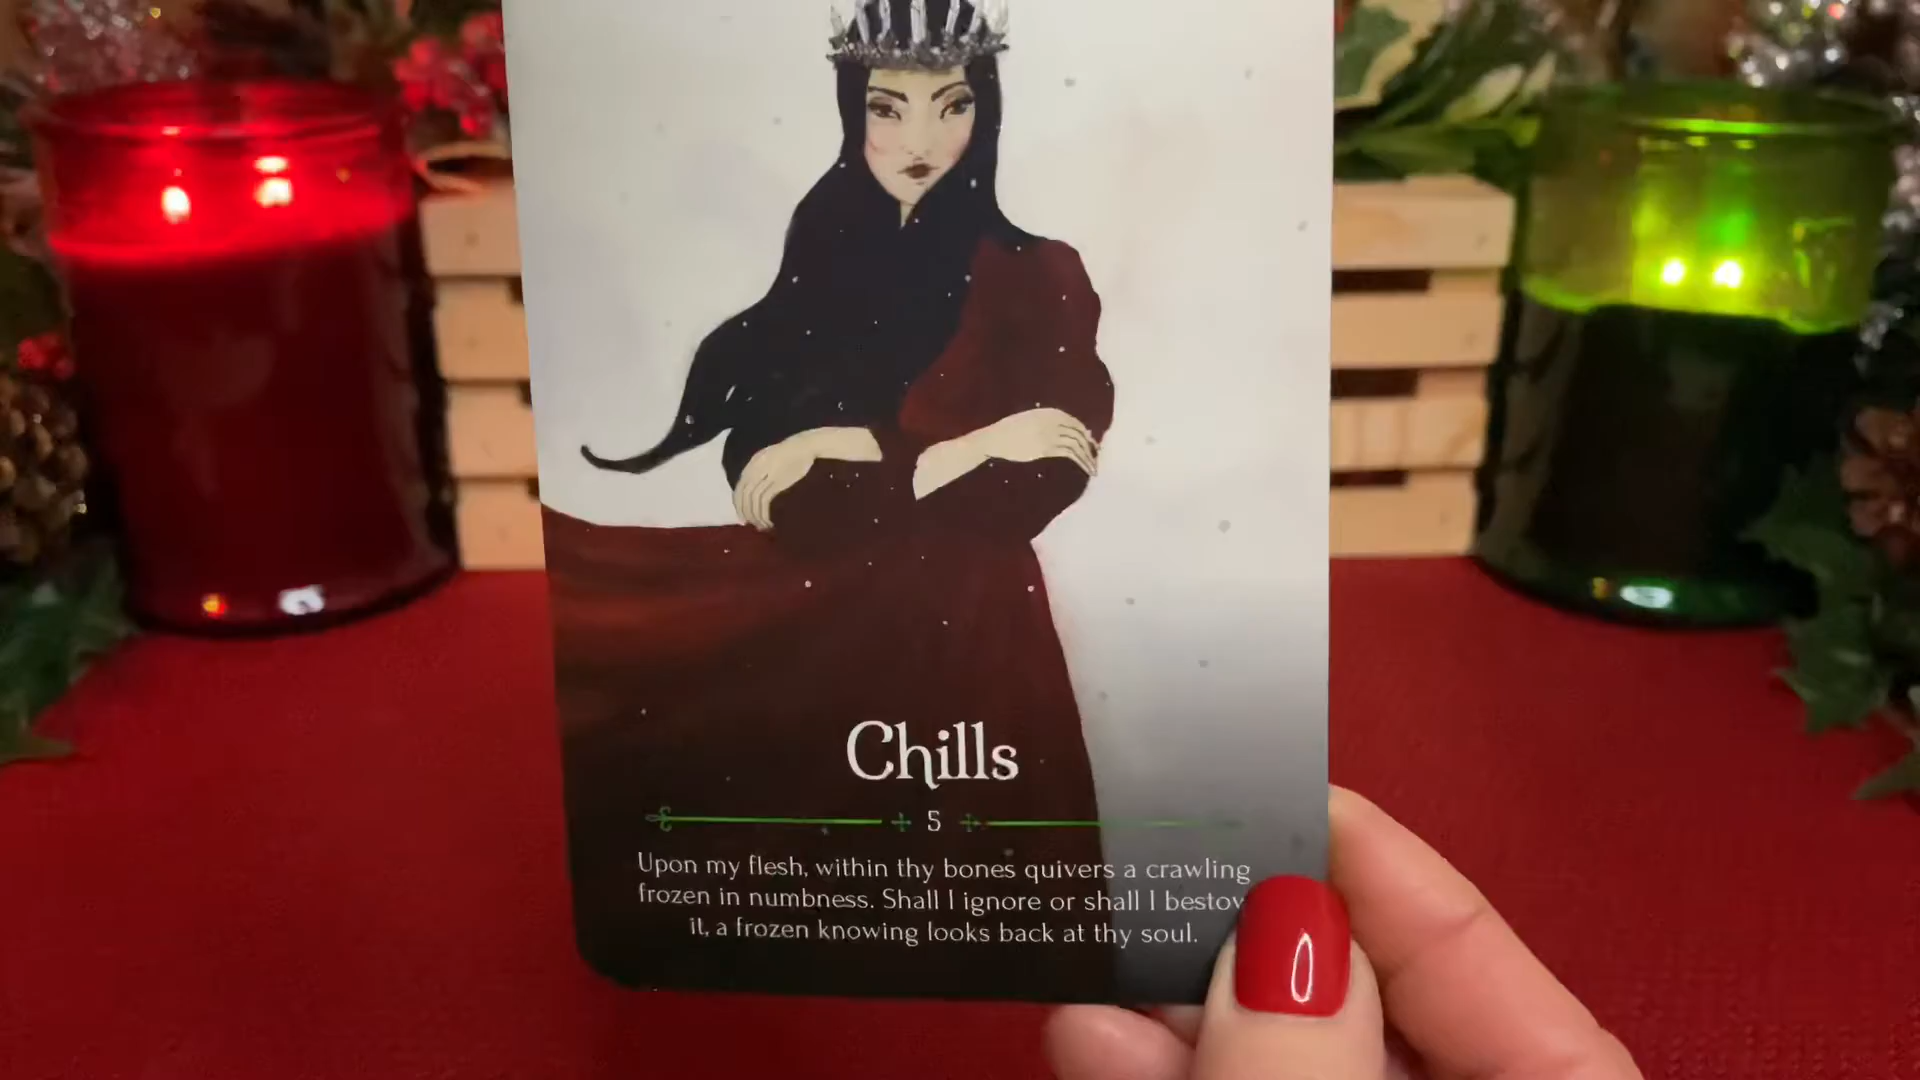 Chills
5
Upon my flesh, within thy bones quivers a crawling
frozen in numbness. Shall I ignore or shall I
it, a frozen knowing looks back at thy soul.